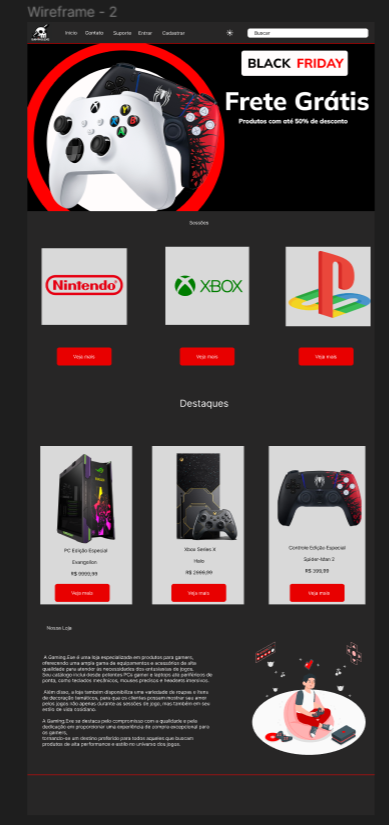 Wireframe - 2
Início Contato Suporte Entrar Cadastrar
Buscar
BLACK FRIDAY
Frete Grátis
Produtos com até 50% de desconto
Sessões
Nintendo
XBOX
Veja mais
Veja Mais
Veja mais
Destaques
PC Edição Especial
Evangelion
R$ 9999,99
Veja mais
Xbox Series X
Halo
R$ 2999,99
Veja mais
Controle Edição Especial
Spider-Man 2
R$ 399,99
Veja mais
Nossa Loja
A Gaming.Exe é uma loja especializada em produtos para gamers,
oferecendo uma ampla gama de equipamentos e acessórios de alta
qualidade para atender às necessidades dos entusiastas de jogos.
Seu catálogo inclui desde potentes PCs gamer e laptops até periféricos de
ponta, como teclados mecânicos, mouses precisos e headsets imersivos.
Além disso, a loja também disponibiliza uma variedade de roupas e itens
de decoração temáticos, para que os clientes possam mostrar seu amor
pelos jogos não apenas durante as sessões de jogo, mas também em seu
estilo de vida cotidiano.
A Gaming.Exe se destaca pelo compromisso com a qualidade e pela
dedicação em proporcionar uma experiência de compra excepcional para
os gamers,
tornando-se um destino preferido para todos aqueles que buscam
produtos de alta performance e estilo no universo dos jogos.